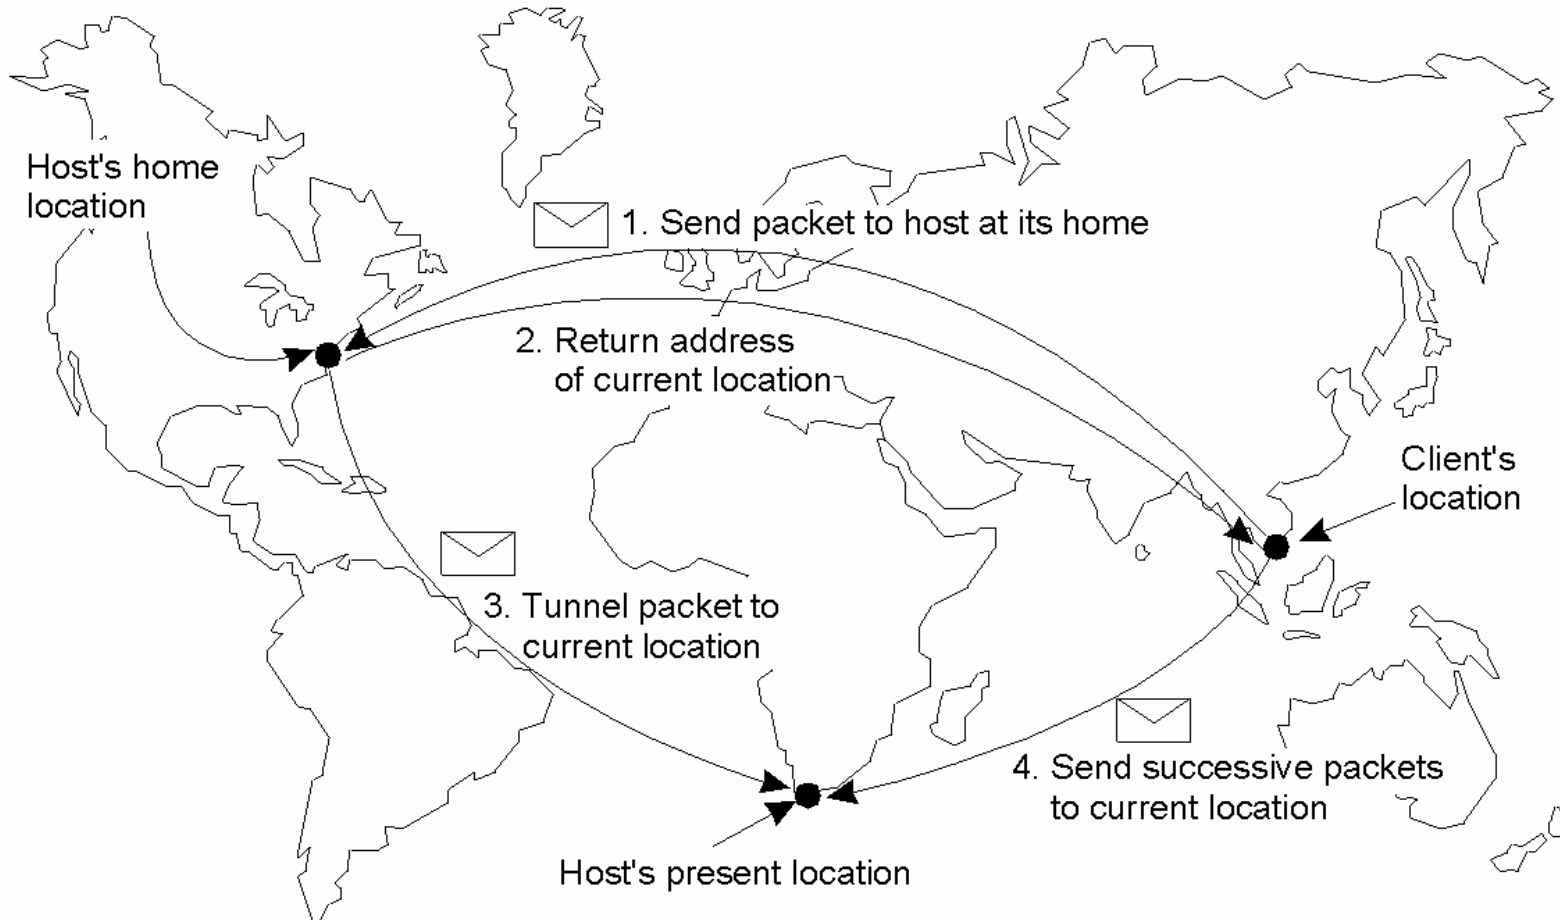 Host's home
location
1. Send packet to host at its home
2. Return address
of current location
Client's
location
3. Tunnel packet to
current location
4. Send successive packets
to current location
Host's present location